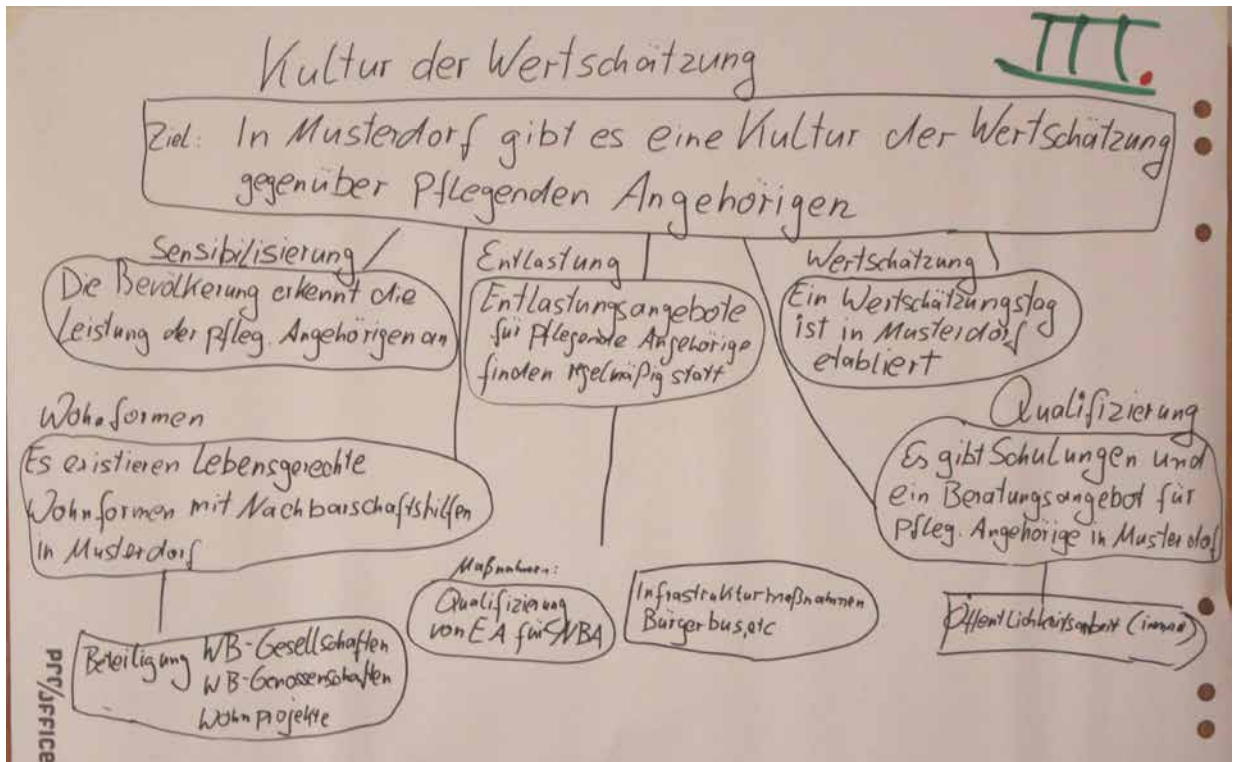 III.
Kultur der Wertschätzung
Ziel: In Musterdorf gibt es eine Kultur der Wertschätzung
gegenüber Pflegenden Angehörigen
Sensibilisierung
Die Bevölkerung erkennt die
Leistung der pfleg. Angehörigen an
Entlastung
Entlastungsangebote
für Pflegende Angehörige
finden regelmäßig statt
Wertschätzung
Ein Wertschätzungstag
ist in Musterdorf
etabliert
Wohnformen
Es existieren Lebensgerechte
Wohnformen mit Nachbarschaftshilfen
in Musterdorf
Qualifizierung
Es gibt Schulungen und
ein Beratungsangebot für
Pfleg. Angehörige in Musterdorf
Beteiligung WB-Gesellschaften
WB-Genossenschaften
Wohnprojekte
Maßnahmen:
Qualifizierung
von EA für NBA
Infrastrukturmaßnahmen
Bürgerbus, etc
Öffentlichkeitsarbeit (immer)